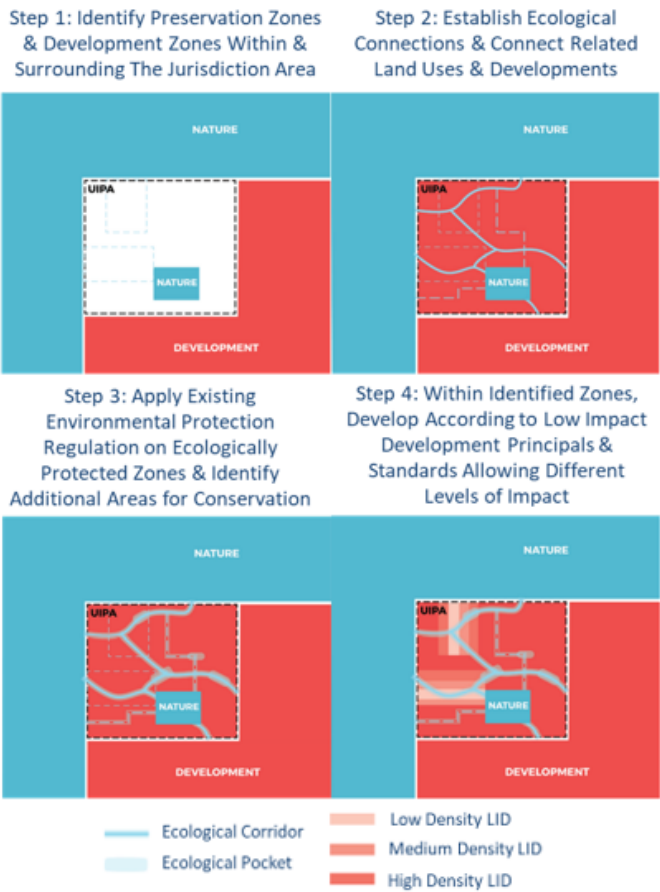 Step 1: Identify Preservation Zones
& Development Zones Within &
Surrounding The Jurisdiction Area
Step 2: Establish Ecological
Connections & Connect Related
Land Uses & Developments
NATURE
UIPA
NATURE
DEVELOPMENT
NATURE
UIPA
NATURE
DEVELOPMENT
Step 3: Apply Existing
Environmental Protection
Regulation on Ecologically
Protected Zones & Identify
Additional Areas for Conservation
Step 4: Within Identified Zones,
Develop According to Low Impact
Development Principals &
Standards Allowing Different
Levels of Impact
NATURE
UIPA
NATURE
DEVELOPMENT
NATURE
UIPA
NATURE
DEVELOPMENT
Ecological Corridor
Ecological Pocket
Low Density LID
Medium Density LID
High Density LID